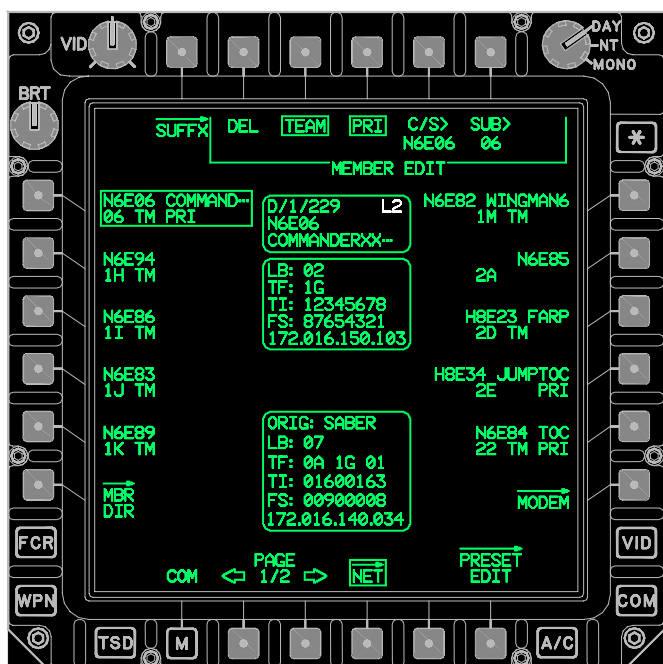 VID
DAY
NT
MONO
BRT
SUFFX DEL TEAM PRI C/S> SUB>
N6E06 06
MEMBER EDIT
*
N6E06 COMMAND…
06 TM PRI
N6E94
1H TM
N6E86
1I TM
N6E83
1J TM
N6E89
1K TM
MBR
DIR
D/1/229 L2
N6E06
COMMANDERXX…
LB: 02
TF: 1G
TI: 12345678
FS: 87654321
172.016.150.103
ORIG: SABER
LB: 07
TF: 0A 1G 01
TI: 01600163
FS: 00900008
172.016.140.034
N6E82 WINGMAN6
1M TM
N6E85
2A
H8E23 FARP
2D TM
H8E34 JUMPTOC
2E PRI
N6E84 TOC
22 TM PRI
MODEM
COM
PAGE
1/2
NET
PRESET
EDIT
FCR
WPN
VID
COM
TSD
M
A/C